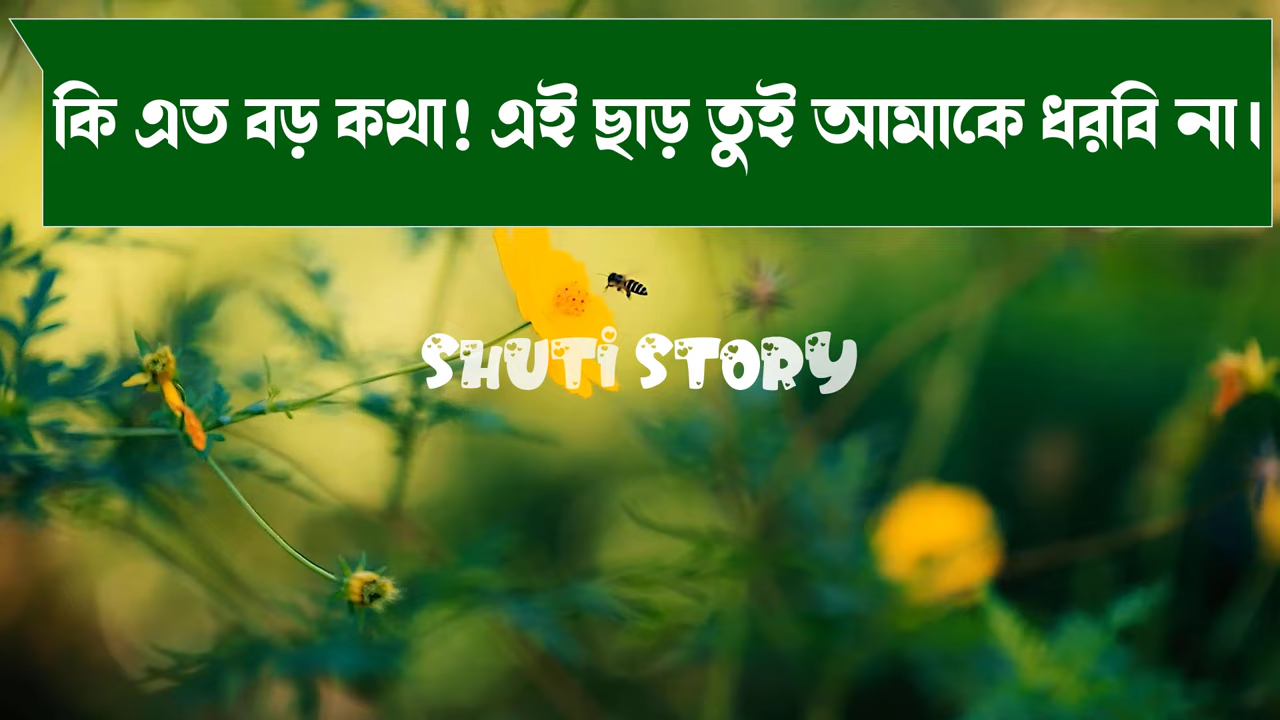 কি এত বড় কথা! এই ছাড় তুই আমাকে ধরবি না।
SHUTi STORY